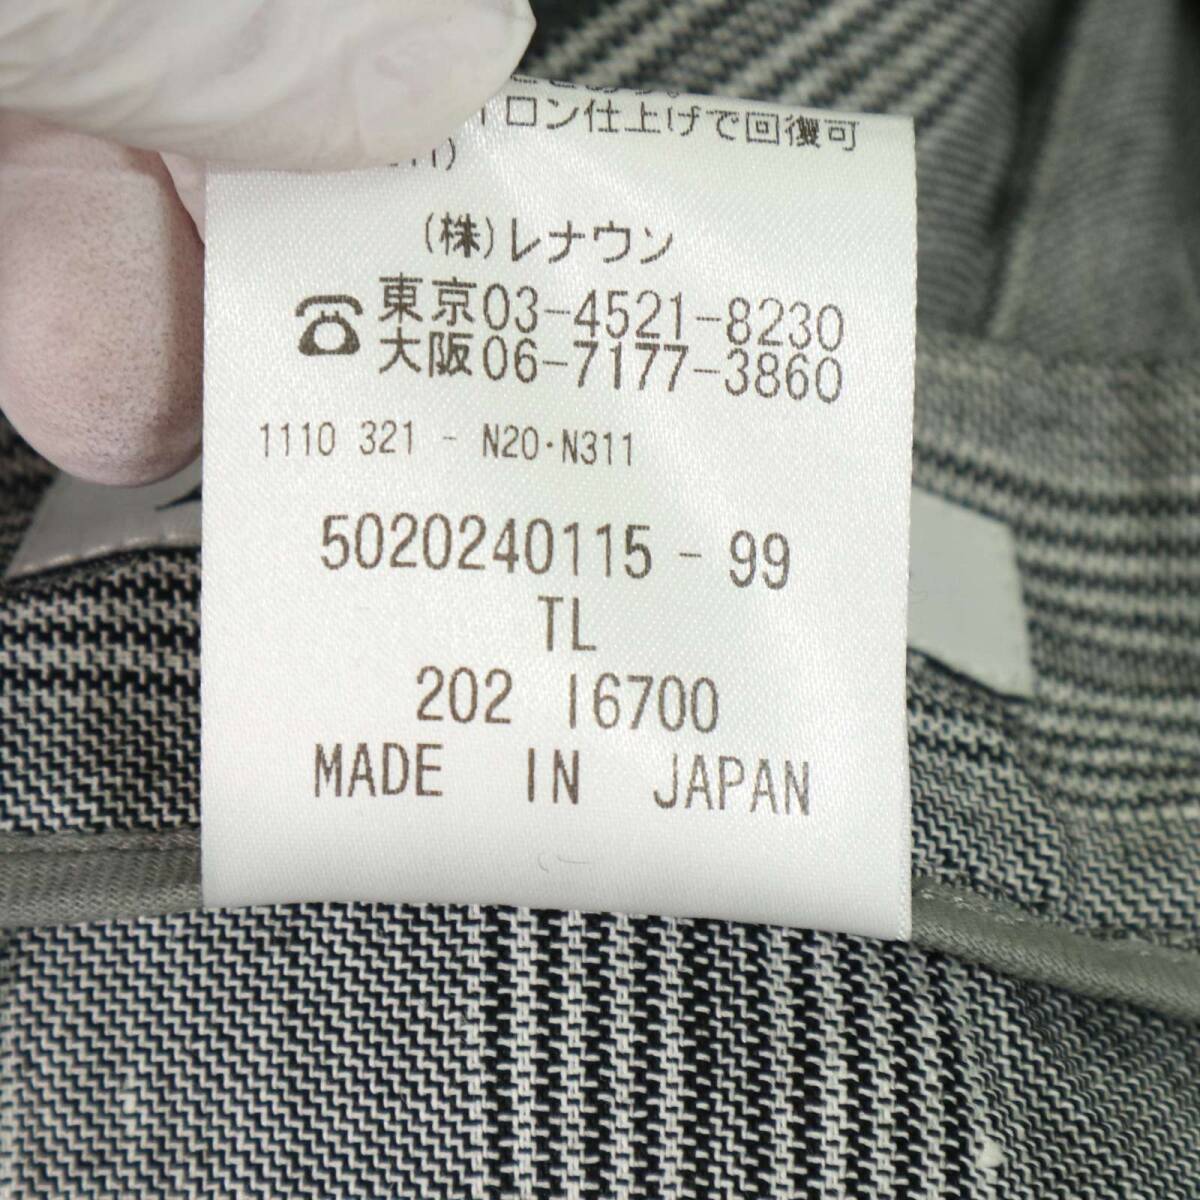 ロン仕上げで回復可
(株)レナウン
東京03-4521-8230
大阪06-7177-3860
1110 321 - N20·N311
5020240115 - 99
TL
202 16700
MADE IN JAPAN